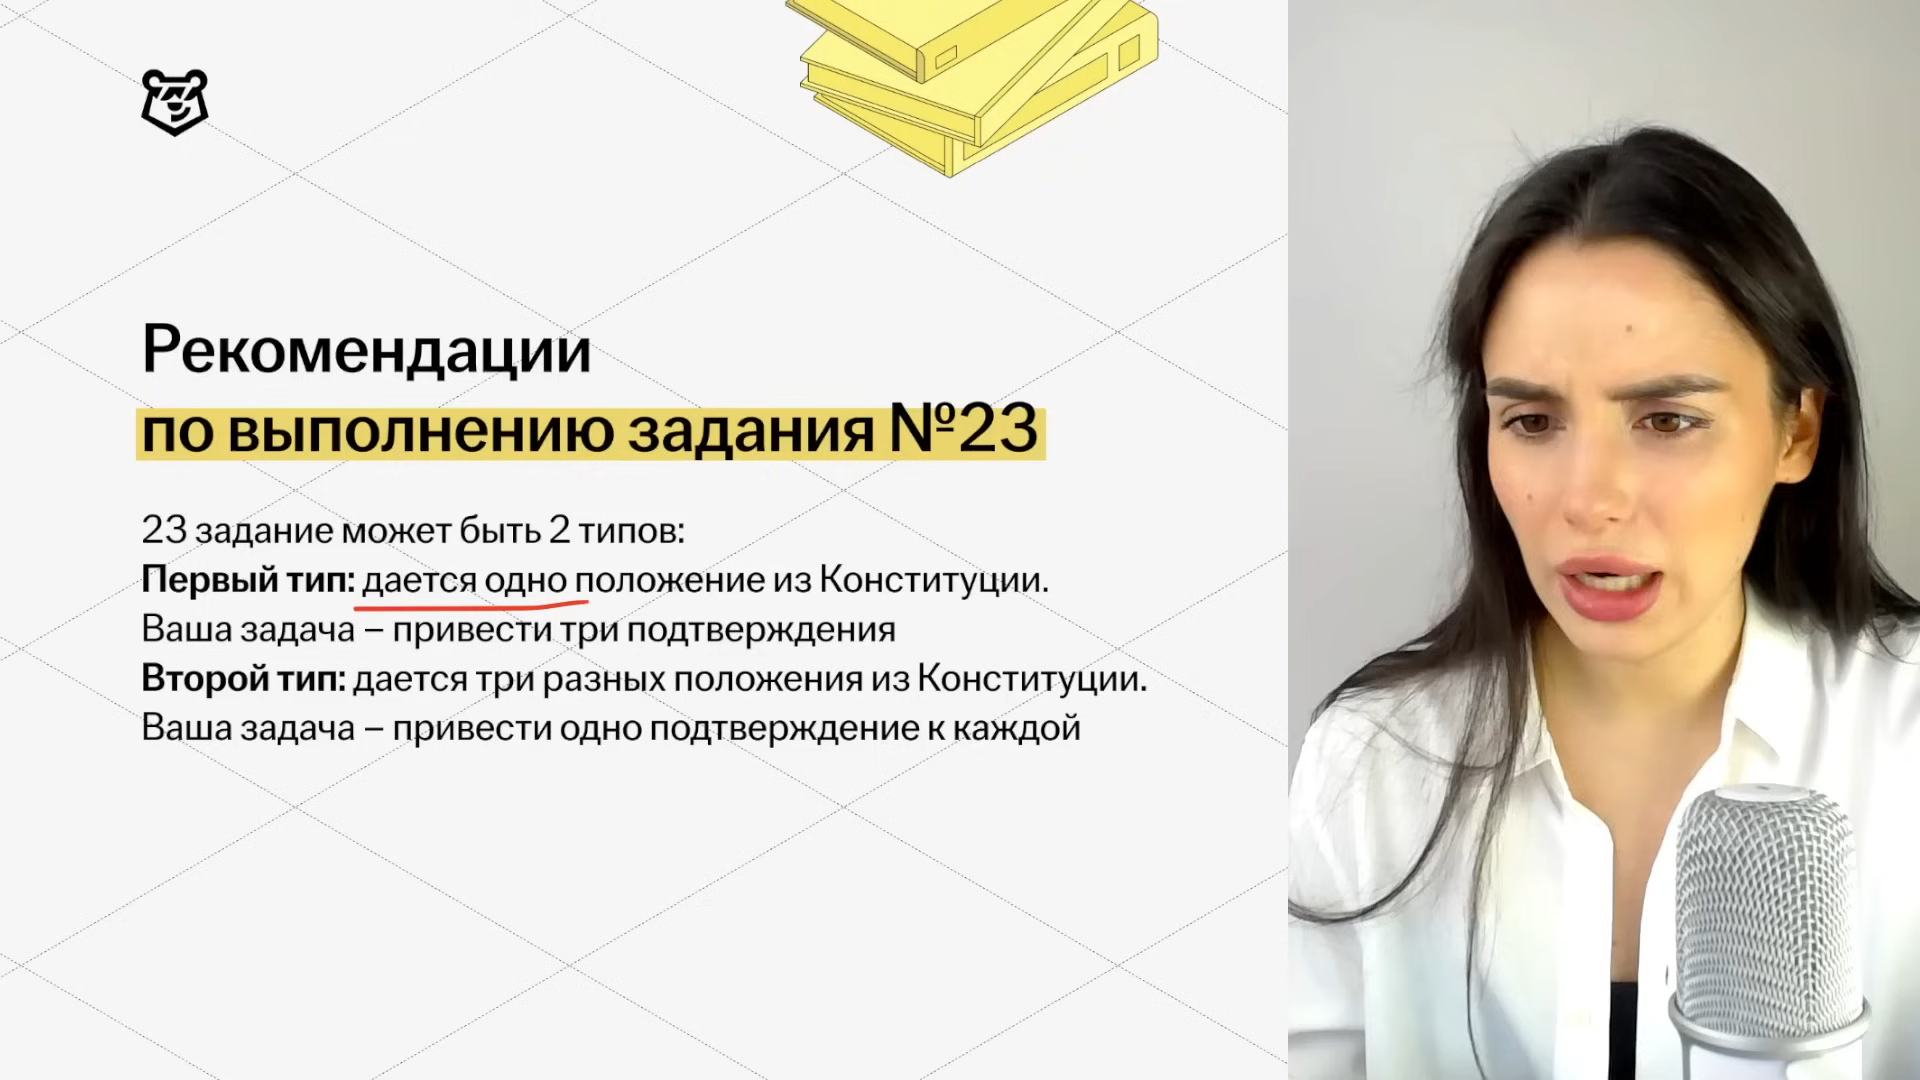 Рекомендации
по выполнению задания №23
23 задание может быть 2 типов:
Первый тип: дается одно положение из Конституции.
Ваша задача – привести три подтверждения
Второй тип: дается три разных положения из Конституции.
Ваша задача – привести одно подтверждение к каждой